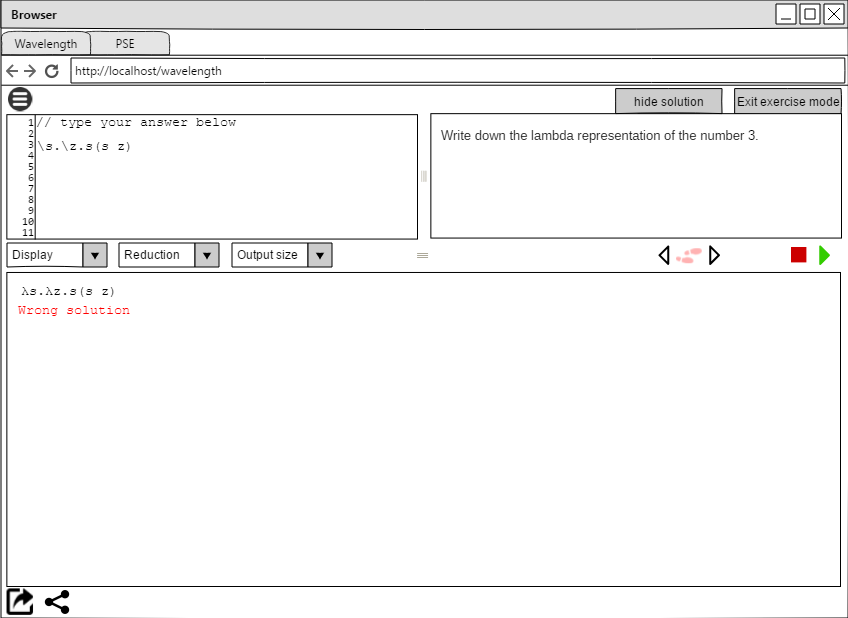 Browser
Wavelength PSE
http://localhost/wavelength
hide solution Exit exercise mode
1 // type your answer below
2
3 \s.\z.s(s z)
4
5
6
7
8
9
10
11
Write down the lambda representation of the number 3.
Display Reduction Output size
λs.λz.s(s z)
Wrong solution